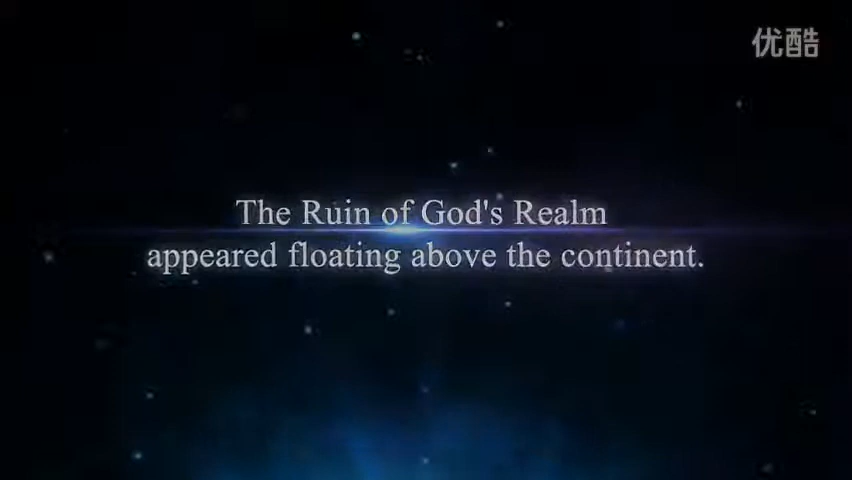 优酷
The Ruin of God's Realm
appeared floating above the continent.